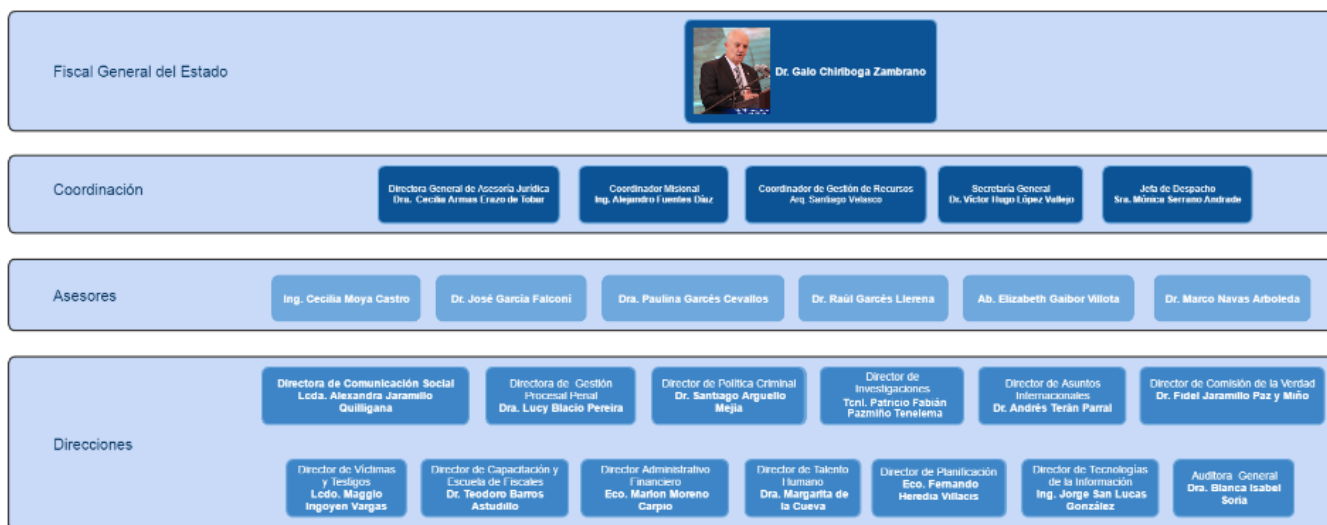 Fiscal General del Estado
Dr. Galo Chiriboga Zambrano
Coordinación
Directora General de Asesoría Jurídica
Dra. Cecilia Armas Erazo de Tobar
Coordinador Misional
Ing. Alejandro Fuentes Díaz
Coordinador de Gestión de Recursos
Arq. Santiago Velasco
Secretaría General
Dr. Víctor Hugo López Vallejo
Jefa de Despacho
Sra. Mónica Serrano Andrade
Asesores
Ing. Cecilia Moya Castro
Dr. José García Falconí
Dra. Paulina Garcés Cevallos
Dr. Raúl Garcés Llerena
Ab. Elizabeth Gaibor Villota
Dr. Marco Navas Arboleda
Direcciones
Directora de Comunicación Social
Lcda. Alexandra Jaramillo
Quilligana
Directora de Gestión
Procesal Penal
Dra. Lucy Blacio Pereira
Director de Política Criminal
Dr. Santiago Arguello
Mejía
Director de
Investigaciones
Tcnl. Patricio Fabián
Pazmiño Tenelema
Director de Asuntos
Internacionales
Dr. Andrés Terán Parral
Director de Comisión de la Verdad
Dr. Fidel Jaramillo Paz y Miño
Director de Víctimas
y Testigos
Lcdo. Maggio
Ingoyen Vargas
Director de Capacitación y
Escuela de Fiscales
Dr. Teodoro Barros
Astudillo
Director Administrativo
Financiero
Eco. Marlon Moreno
Carpio
Director de Talento
Humano
Dra. Margarita de
la Cueva
Director de Planificación
Eco. Fernando
Heredia Villacis
Director de Tecnologías
de la Información
Ing. Jorge San Lucas
González
Auditora General
Dra. Blanca Isabel
Soria